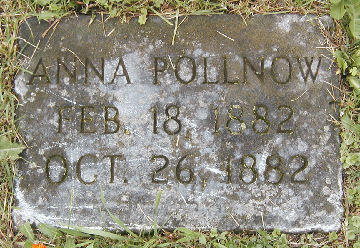 ANNA POLLNOW
FEB. 18, 1882
OCT. 26, 1882